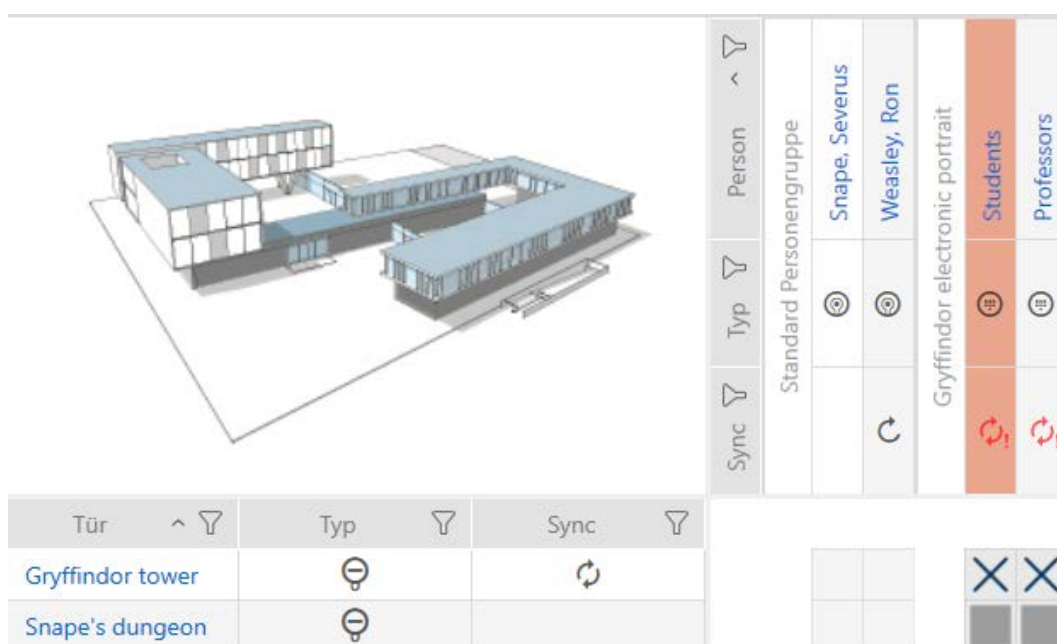 Person
Typ
Sync
Standard Personengruppe
Snape, Severus
Weasley, Ron
Gryffindor electronic portrait
Students
Professors
Tür
Typ
Sync
Gryffindor tower
Snape's dungeon